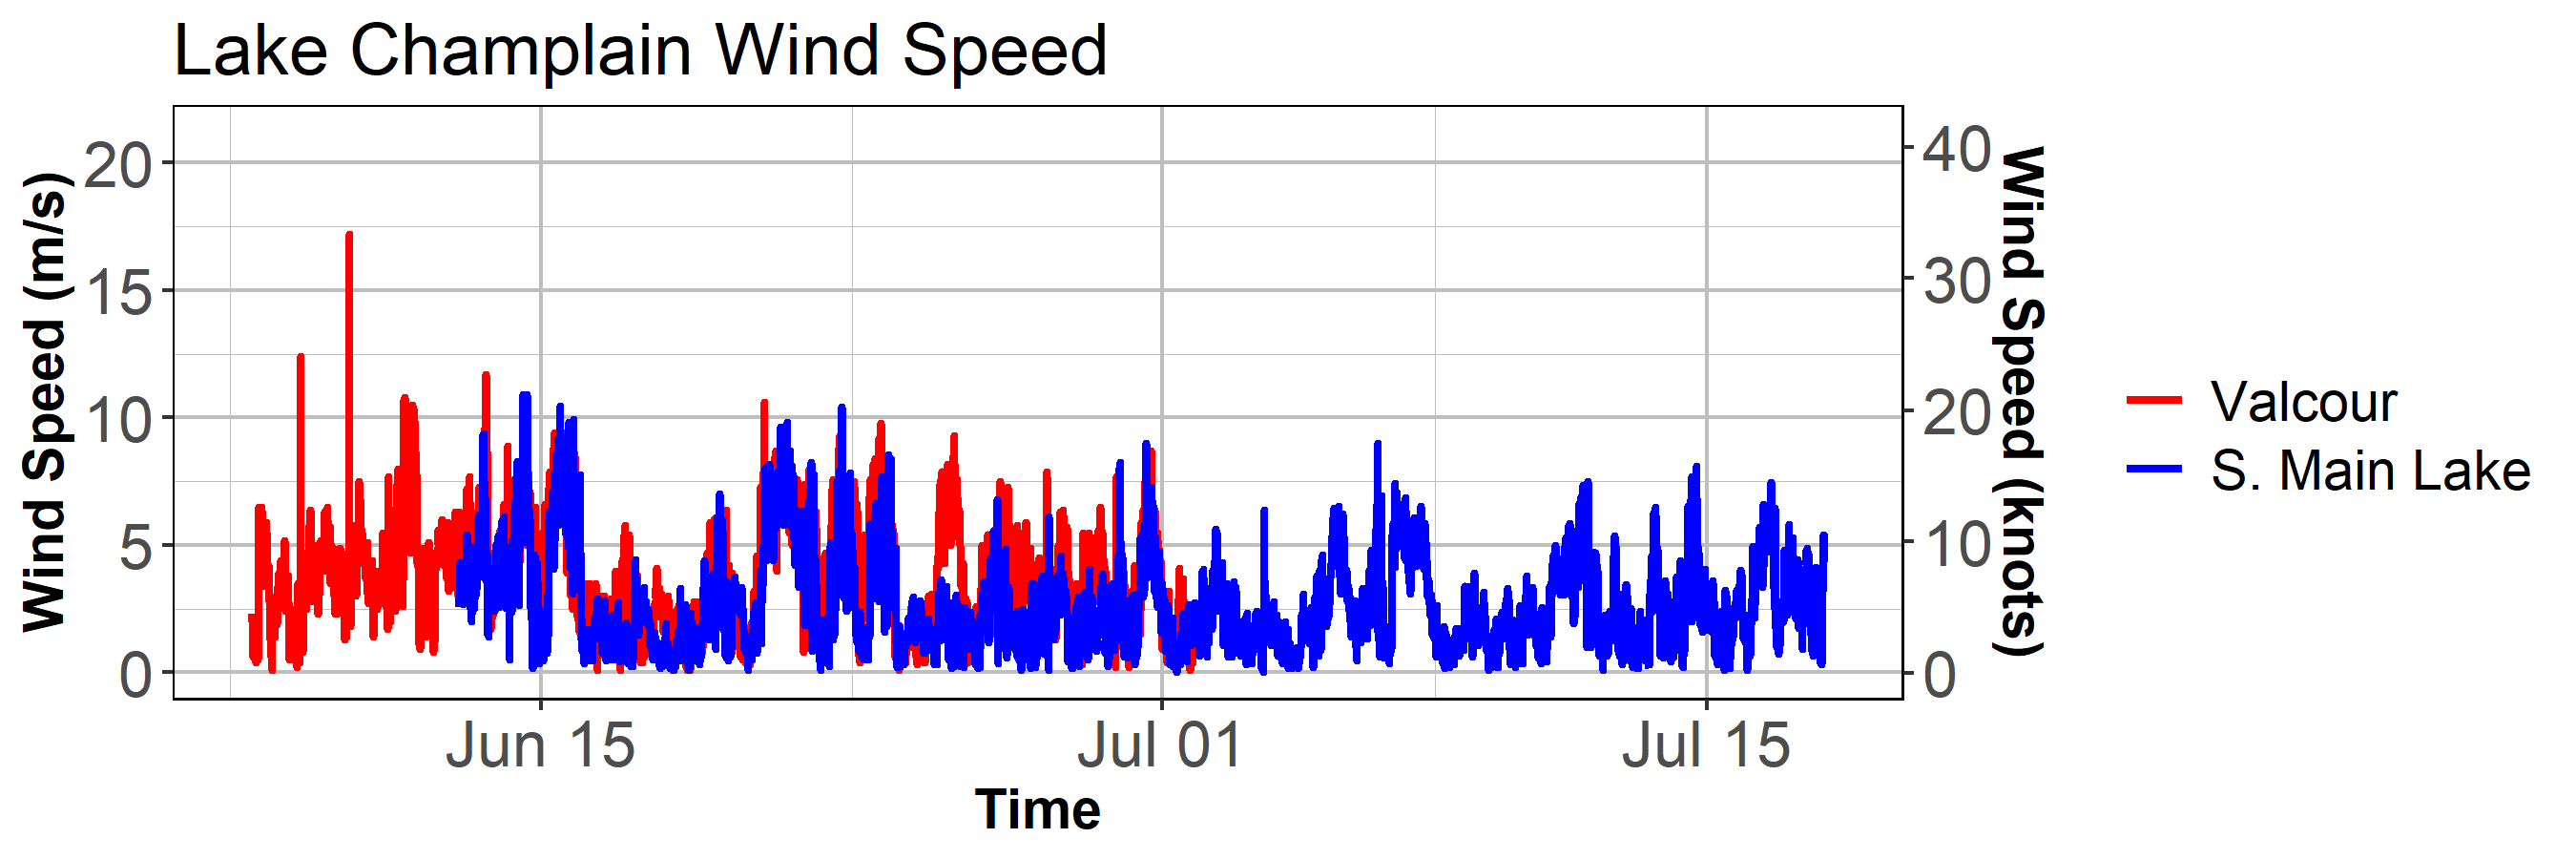 Lake Champlain Wind Speed
Wind Speed (m/s)
20
15
10
5
0
40
30
20
10
0
Wind Speed (knots)
Jun 15
Jul 01
Jul 15
Time
Valcour
S. Main Lake